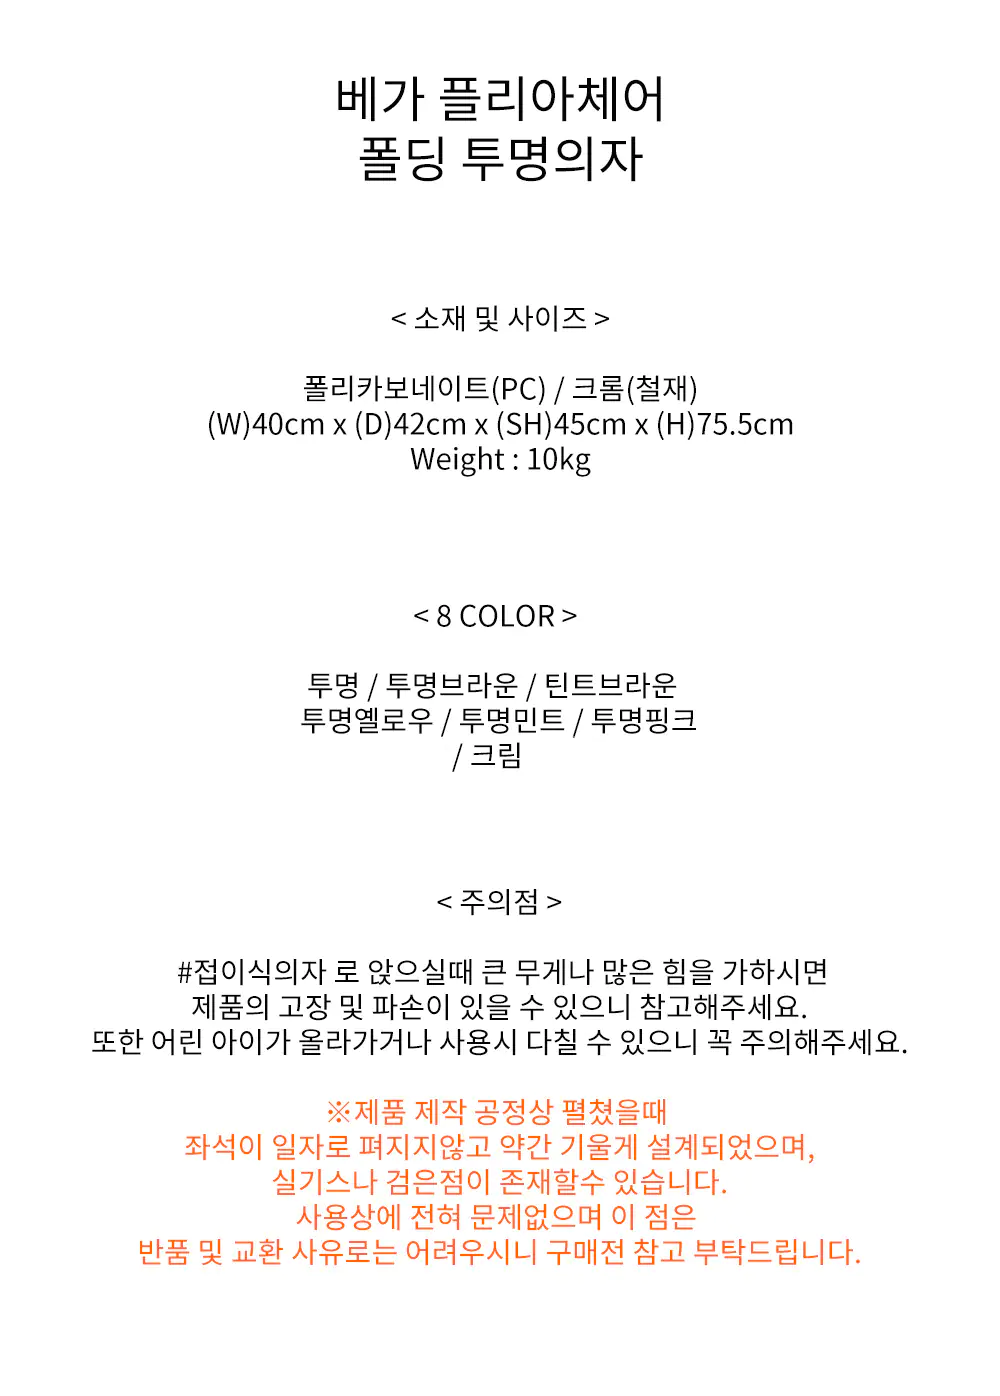 베가 플리아체어
폴딩 투명의자
< 소재 및 사이즈 >
폴리카보네이트(PC) / 크롬(철재)
(W)40cm x (D)42cm x (SH)45cm x (H)75.5cm
Weight : 10kg
< 8 COLOR >
투명 / 투명브라운 / 틴트브라운
투명옐로우 / 투명민트 / 투명핑크
/ 크림
< 주의점 >
#접이식의자 로 앉으실때 큰 무게나 많은 힘을 가하시면
제품의 고장 및 파손이 있을 수 있으니 참고해주세요.
또한 어린 아이가 올라가거나 사용시 다칠 수 있으니 꼭 주의해주세요.
※제품 제작 공정상 펼쳤을때
좌석이 일자로 펴지지않고 약간 기울게 설계되었으며,
실기스나 검은점이 존재할수 있습니다.
사용상에 전혀 문제없으며 이 점은
반품 및 교환 사유로는 어려우시니 구매전 참고 부탁드립니다.